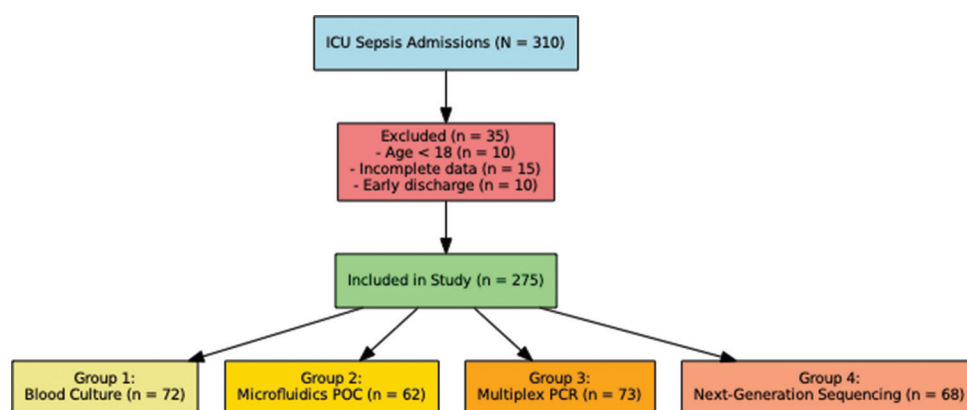 ICU Sepsis Admissions (N = 310)
Excluded (n = 35)
- Age < 18 (n = 10)
- Incomplete data (n = 15)
- Early discharge (n = 10)
Included in Study (n = 275)
Group 1:
Blood Culture (n = 72)
Group 2:
Microfluidics POC (n = 62)
Group 3:
Multiplex PCR (n = 73)
Group 4:
Next-Generation Sequencing (n = 68)